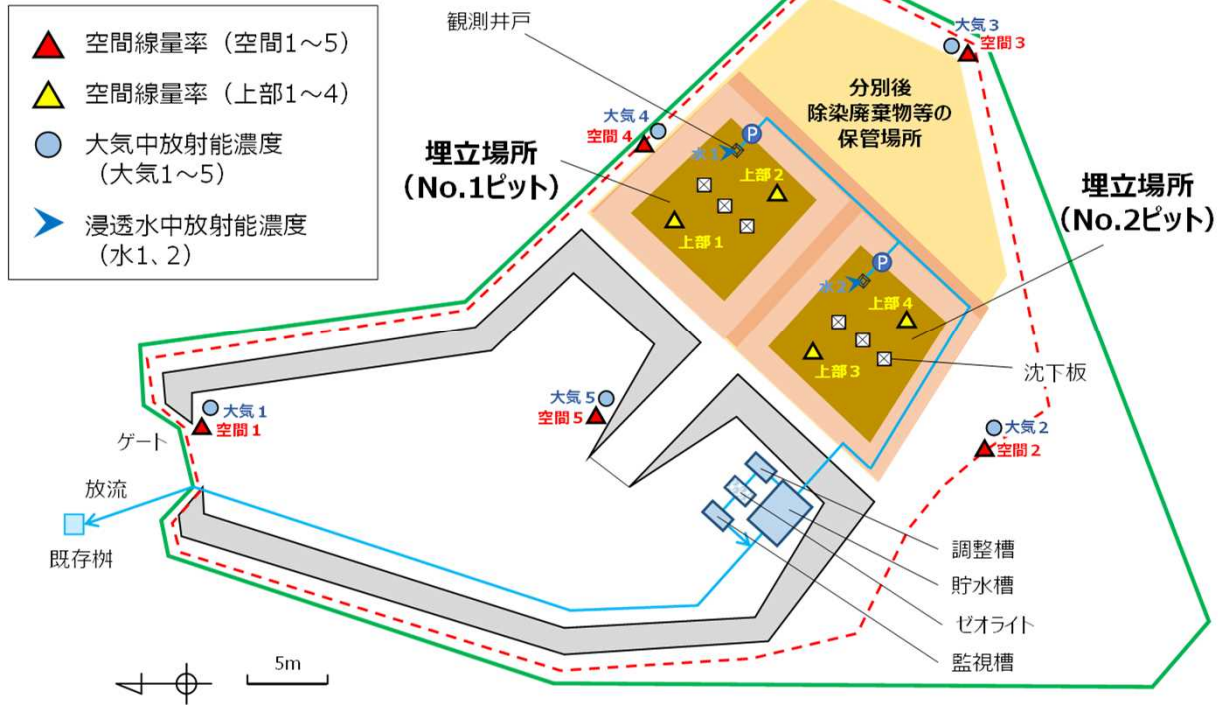 空間線量率（空間1～5）
空間線量率（上部1～4）
大気中放射能濃度
（大気1～5）
浸透水中放射能濃度
（水1、2）
観測井戸
大気3
空間3
分別後
除染廃棄物等の
保管場所
大気4
空間4
埋立場所
（No.1ピット）
P
水1
上部2
上部1
埋立場所
（No.2ピット）
P
水2
上部4
上部3
沈下板
大気1
空間1
大気5
空間5
大気2
空間2
ゲート
放流
既存桝
調整槽
貯水槽
ゼオライト
監視槽
5m